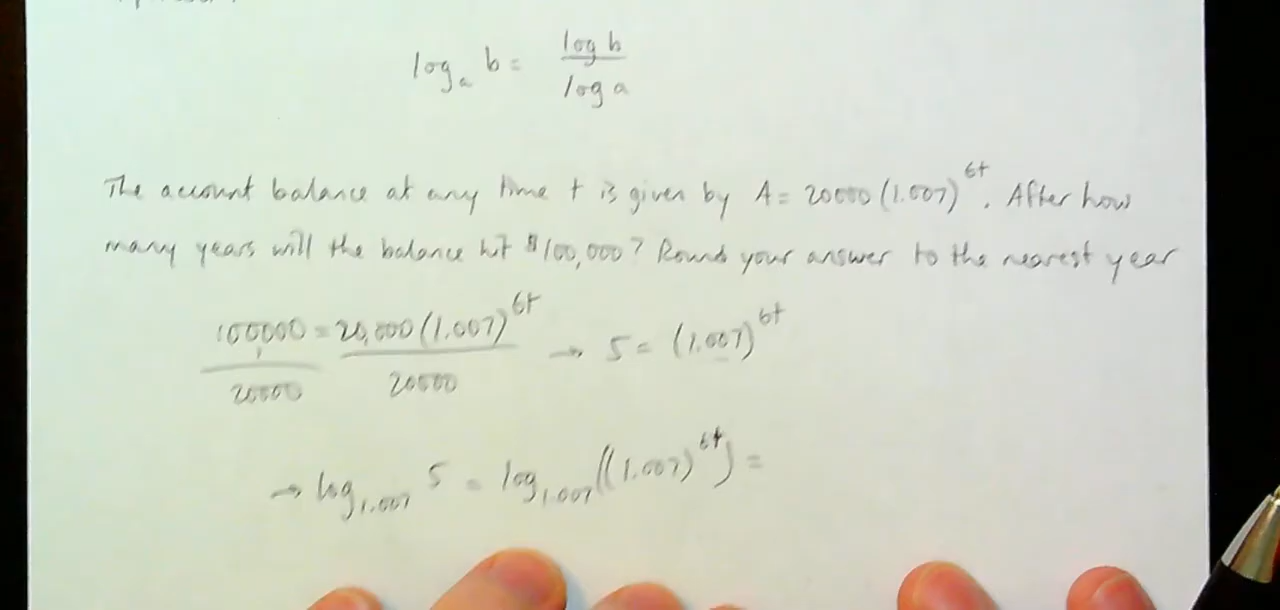 log_a b = log b / log a
The account balance at any time t is given by A = 20000 (1.007)^6t. After how
many years will the balance hit $100,000? Round your answer to the nearest year
100,000 / 20000 = 20,000 (1.007)^6t / 20000 → 5 = (1.007)^6t
→ log_1.007 5 = log_1.007 ((1.007)^6t) =